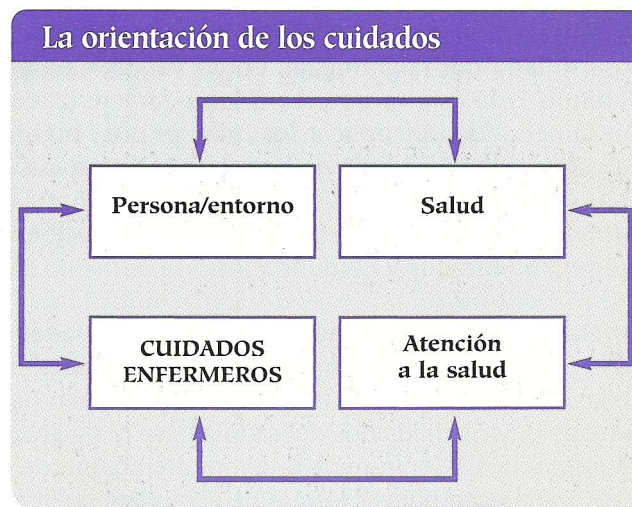 La orientación de los cuidados
Persona/entorno
Salud
CUIDADOS
ENFERMEROS
Atención
a la salud